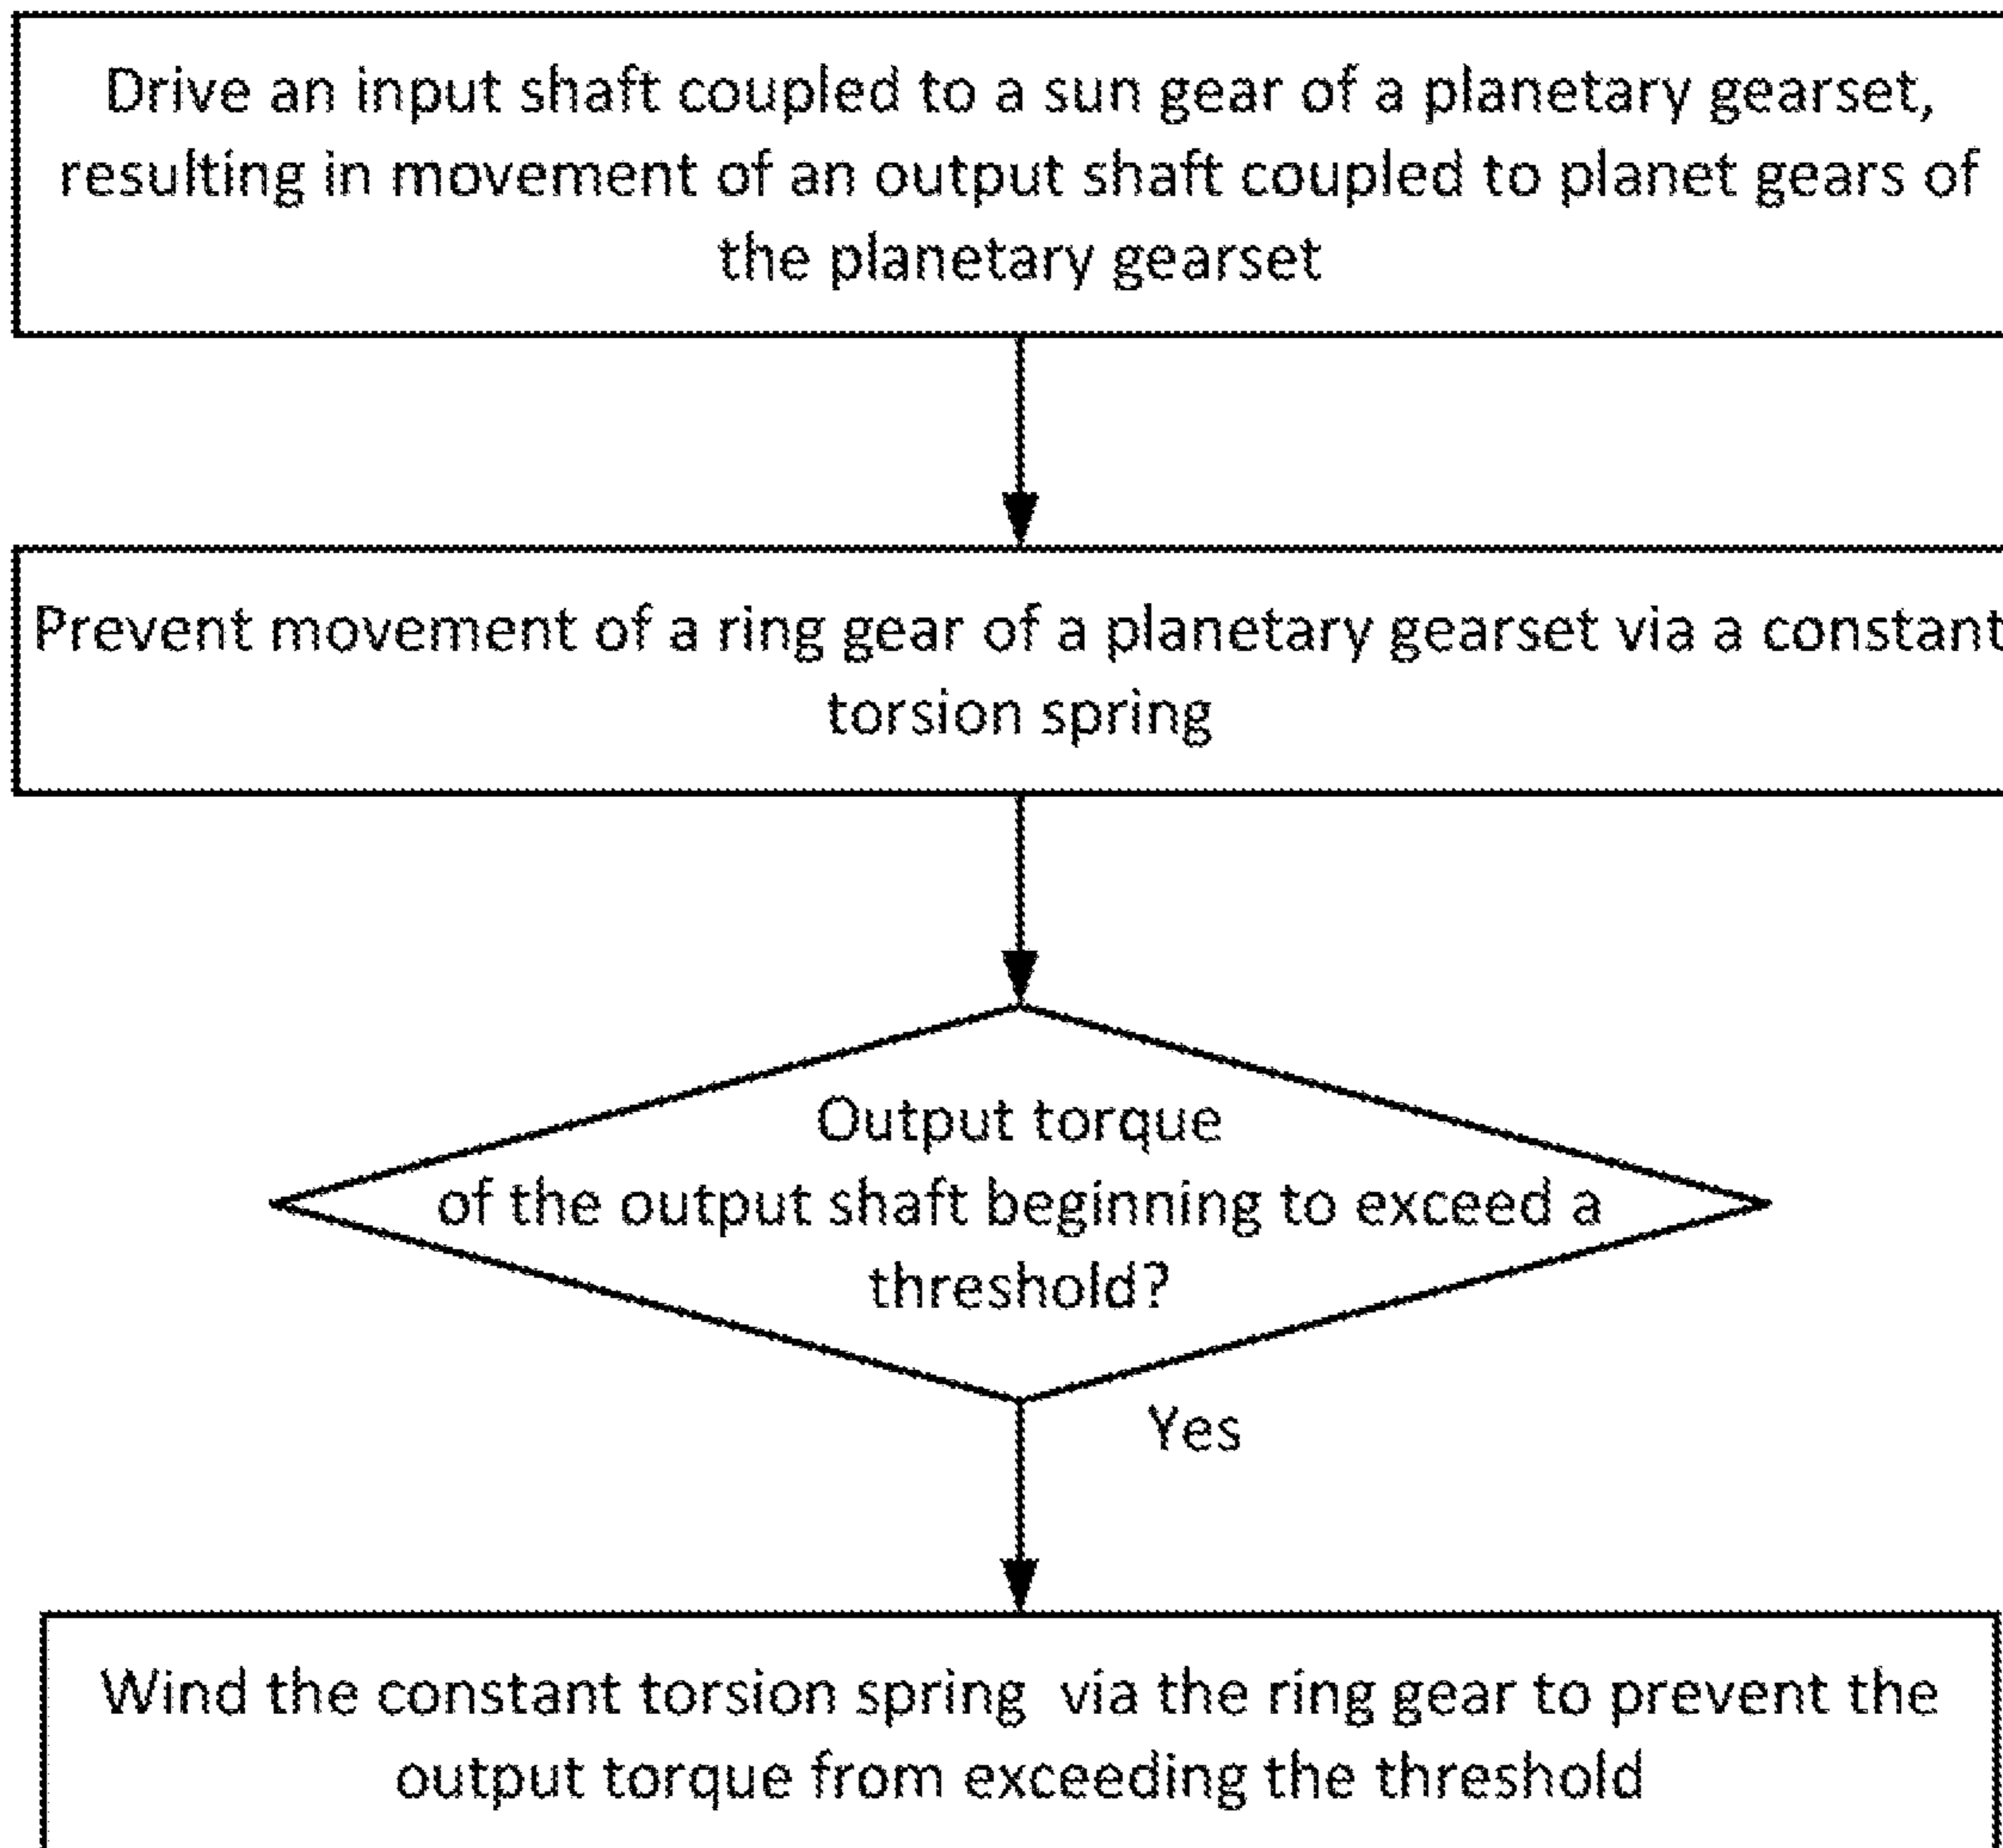 Drive an input shaft coupled to a sun gear of a planetary gearset,
resulting in movement of an output shaft coupled to planet gears of
the planetary gearset
Prevent movement of a ring gear of a planetary gearset via a constant
torsion spring
Output torque
of the output shaft beginning to exceed a
threshold?
Yes
Wind the constant torsion spring via the ring gear to prevent the
output torque from exceeding the threshold